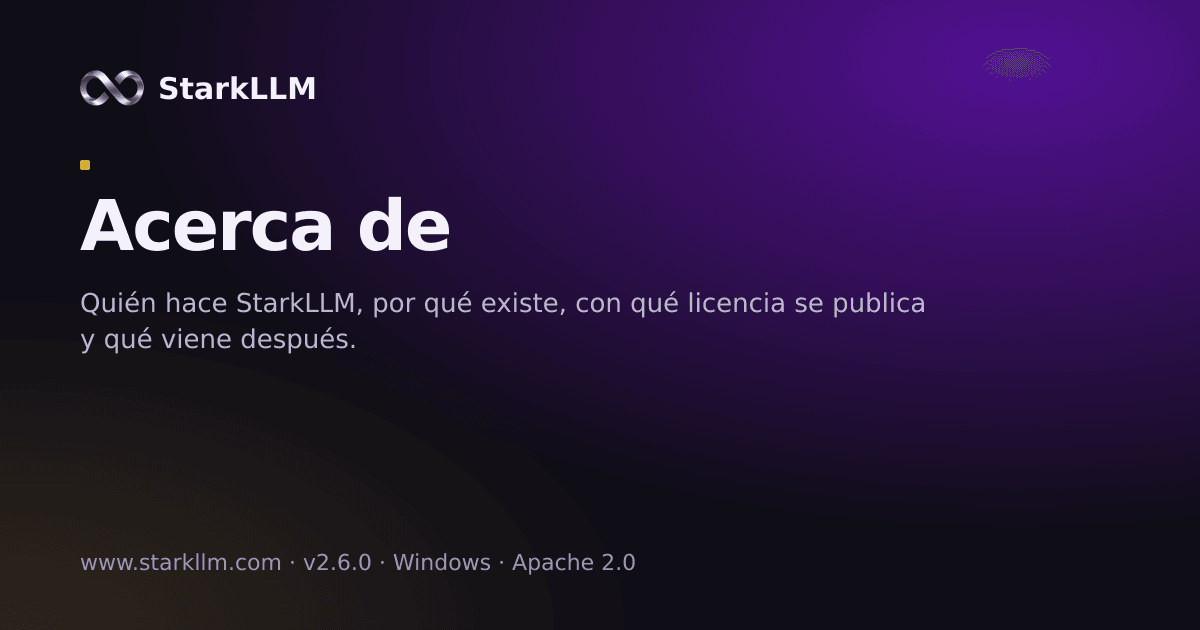 StarkLLM
Acerca de
Quién hace StarkLLM, por qué existe, con qué licencia se publica
y qué viene después.
www.starkllm.com · v2.6.0 · Windows · Apache 2.0